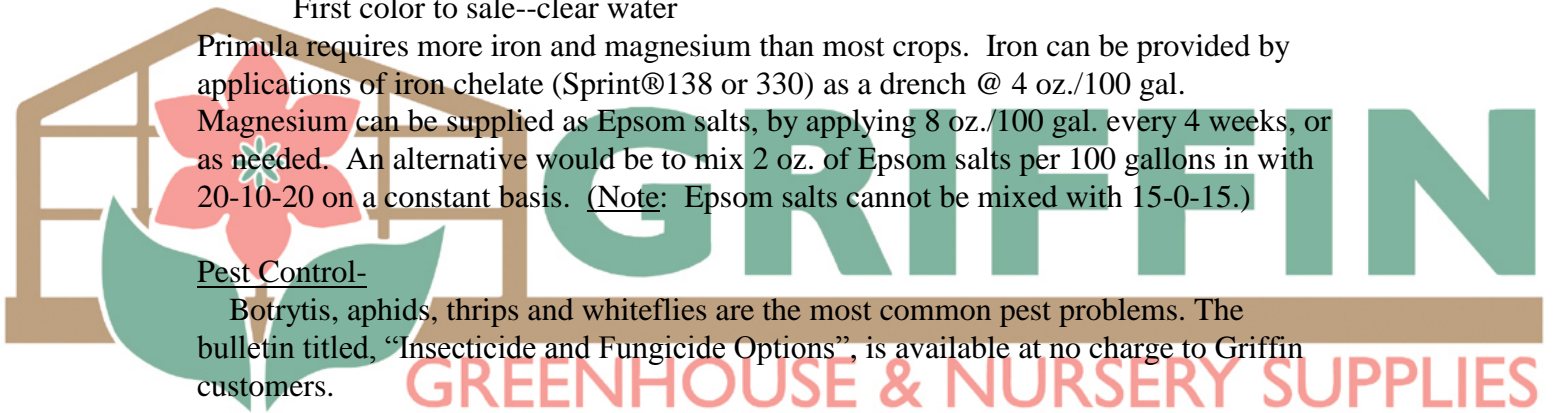 First color to sale--clear water
Primula requires more iron and magnesium than most crops.  Iron can be provided by
applications of iron chelate (Sprint®138 or 330) as a drench @ 4 oz./100 gal.
Magnesium can be supplied as Epsom salts, by applying 8 oz./100 gal. every 4 weeks, or
as needed.  An alternative would be to mix 2 oz. of Epsom salts per 100 gallons in with
20-10-20 on a constant basis.  (Note:  Epsom salts cannot be mixed with 15-0-15.)
Pest Control-
Botrytis, aphids, thrips and whiteflies are the most common pest problems. The
bulletin titled, “Insecticide and Fungicide Options”, is available at no charge to Griffin
customers.
GRIFFIN
GREENHOUSE & NURSERY SUPPLIES